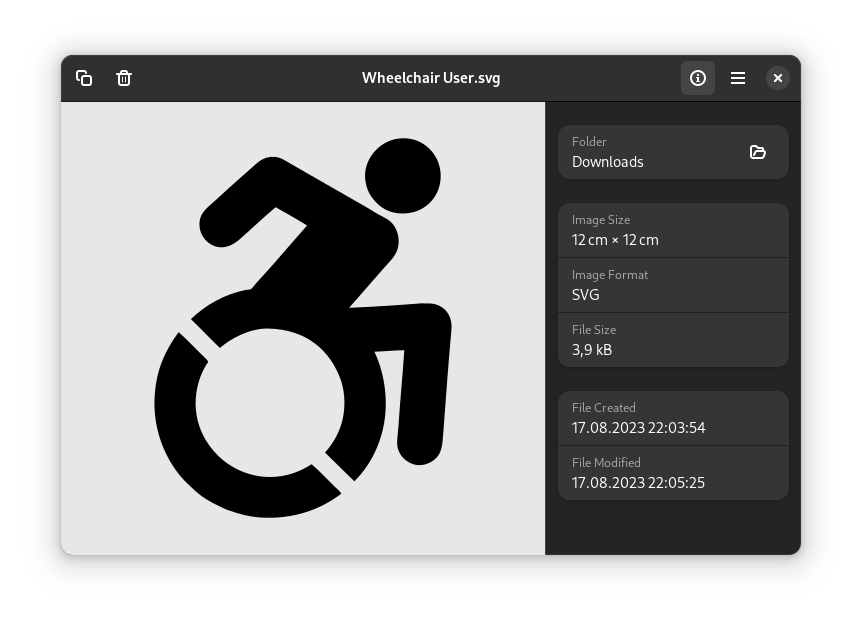 Wheelchair User.svg
Folder
Downloads
Image Size
12 cm × 12 cm
Image Format
SVG
File Size
3,9 kB
File Created
17.08.2023 22:03:54
File Modified
17.08.2023 22:05:25